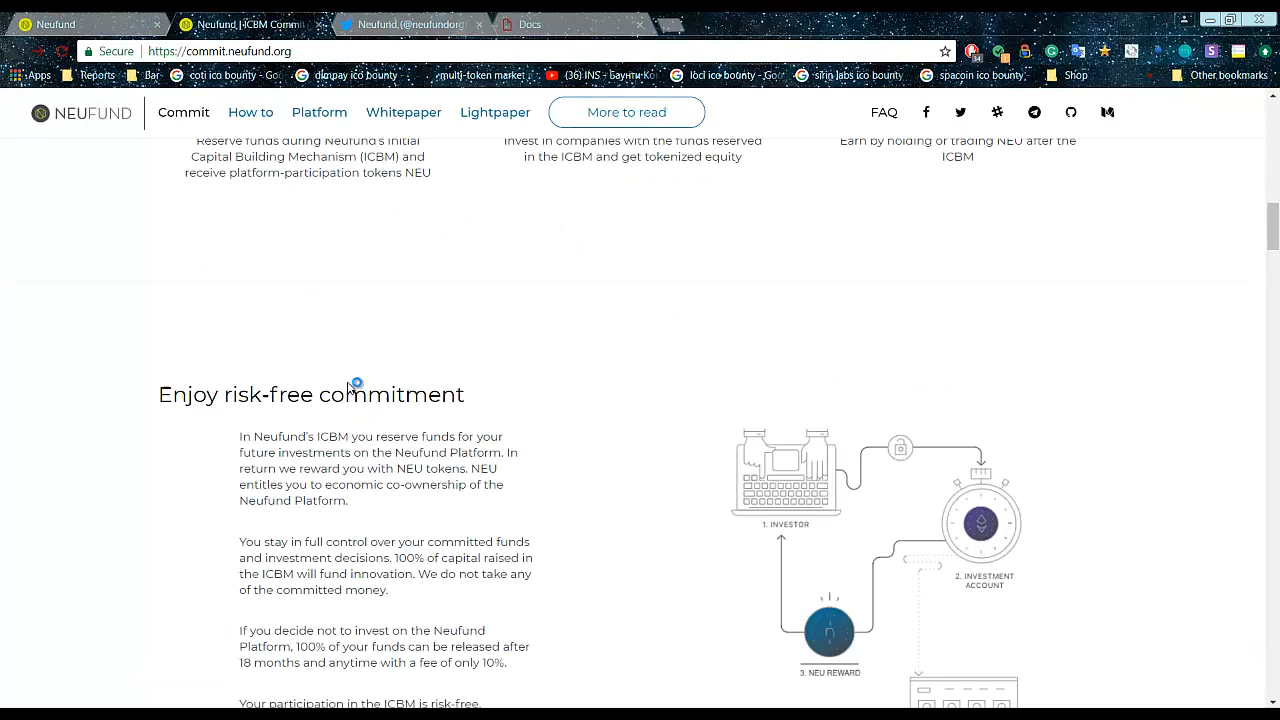 Neufund
Neufund | ICBM Commit
Neufund (@neufundorg
Docs
Secure
https://commit.neufund.org
34
1
Apps
Reports
coti ico bounty - Go
dimpay ico bounty
multi-token market
(36) INS - Баунти-Ко
locl ico bounty - Go
sirin labs ico bounty
spacoin ico bounty
Shop
Other bookmarks
NEUFUND
Commit
How to
Platform
Whitepaper
Lightpaper
More to read
FAQ
Reserve funds during Neufund's Initial
Capital Building Mechanism (ICBM) and
receive platform-participation tokens NEU
Invest in companies with the funds reserved
in the ICBM and get tokenized equity
Earn by holding or trading NEU after the
ICBM
Enjoy risk-free commitment
In Neufund's ICBM you reserve funds for your
future investments on the Neufund Platform. In
return we reward you with NEU tokens. NEU
entitles you to economic co-ownership of the
Neufund Platform.
You stay in full control over your committed funds
and investment decisions. 100% of capital raised in
the ICBM will fund innovation. We do not take any
of the committed money.
If you decide not to invest on the Neufund
Platform, 100% of your funds can be released after
18 months and anytime with a fee of only 10%.
Your participation in the ICBM is risk-free.
1. INVESTOR
2. INVESTMENT
ACCOUNT
3. NEU REWARD